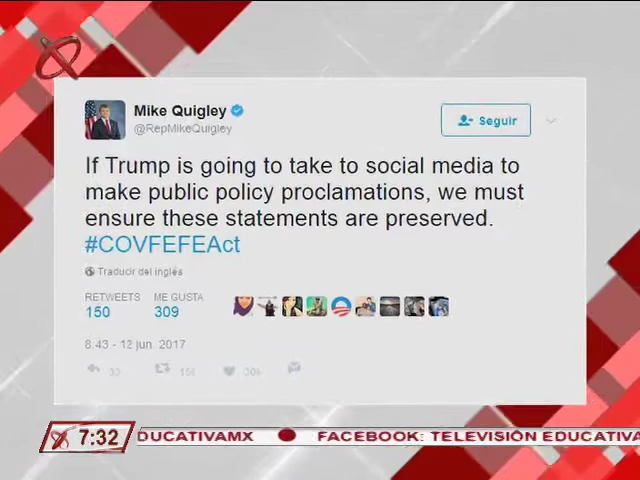 Mike Quigley
@RepMikeQuigley
Seguir
If Trump is going to take to social media to
make public policy proclamations, we must
ensure these statements are preserved.
#COVFEFEAct
Traducir del inglés
RETWEETS ME GUSTA
150 309
8:43 - 12 jun. 2017
33
7:32 DUCATIVAMX FACEBOOK: TELEVISIÓN EDUCATIVA